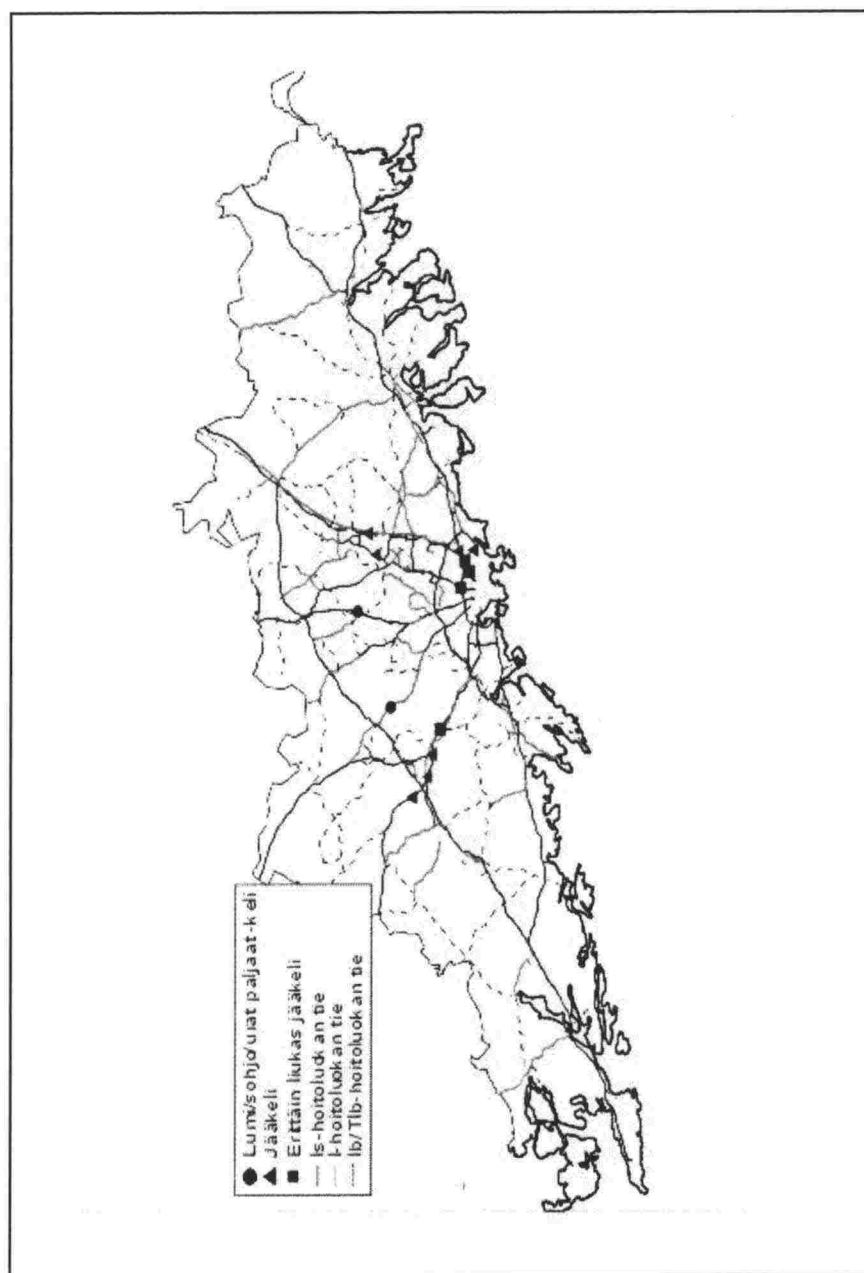 Lumi/sohjo/urat paljaat-keli
Jääkeli
Erittäin liukas jääkeli
Is-hoitoluokan tie
I-hoitoluokan tie
Ib/TIb-hoitoluokan tie